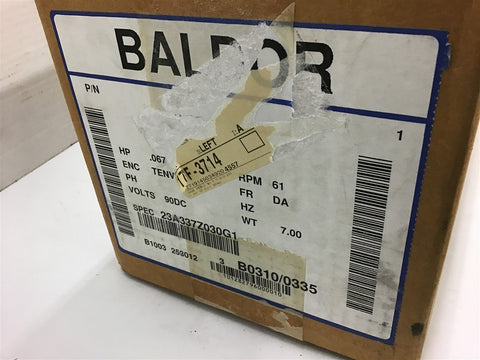 BALDOR
P/N
1
LEFT
TF-3714
HP .067
ENC TENV
PH
VOLTS 90DC
RPM 61
FR DA
HZ
WT 7.00
SPEC 23A337Z030G1
B1003 253012
3 B0310/0335